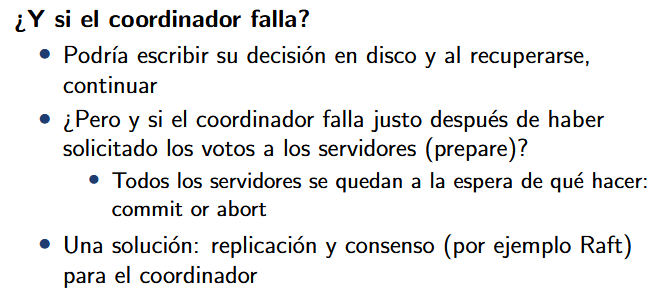 ¿Y si el coordinador falla?
• Podría escribir su decisión en disco y al recuperarse,
continuar
• ¿Pero y si el coordinador falla justo después de haber
solicitado los votos a los servidores (prepare)?
• Todos los servidores se quedan a la espera de qué hacer:
commit or abort
• Una solución: replicación y consenso (por ejemplo Raft)
para el coordinador